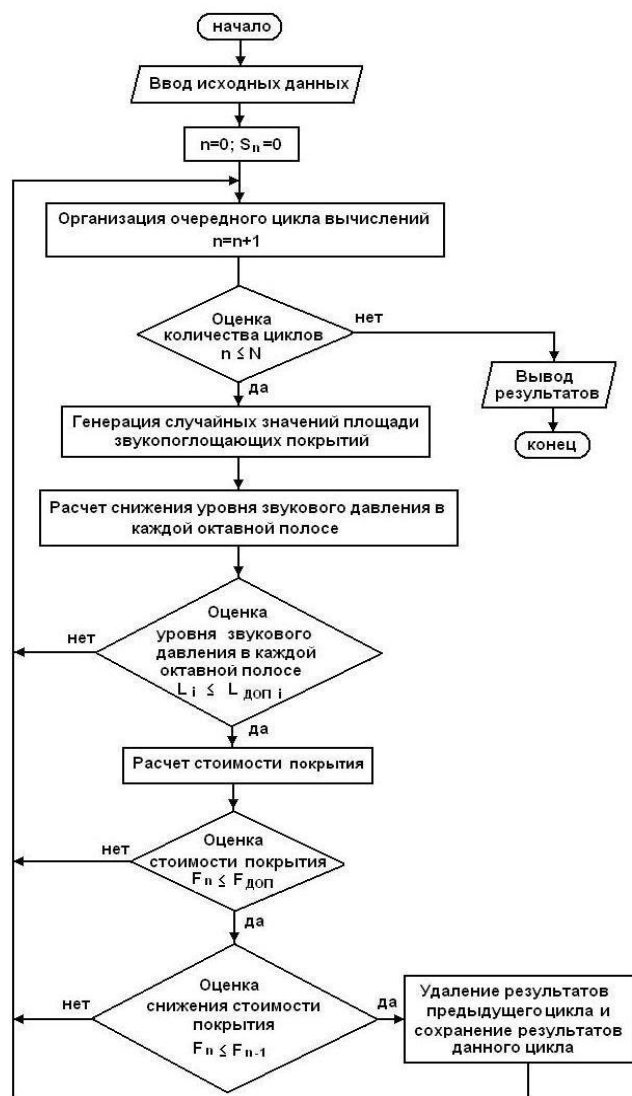 начало
Ввод исходных данных
n=0; Sn=0
Организация очередного цикла вычислений
n=n+1
Оценка
количества циклов
n ≤ N
нет
да
Вывод
результатов
конец
Генерация случайных значений площади
звукопоглощающих покрытий
Расчет снижения уровня звукового давления в
каждой октавной полосе
Оценка
уровня звукового
давления в каждой
октавной полосе
L i ≤ L доп i
нет
да
Расчет стоимости покрытия
Оценка
стоимости покрытия
Fn ≤ Fдоп
нет
да
Оценка
снижения стоимости
покрытия
Fn ≤ Fn-1
нет
да
Удаление результатов
предыдущего цикла и
сохранение результатов
данного цикла